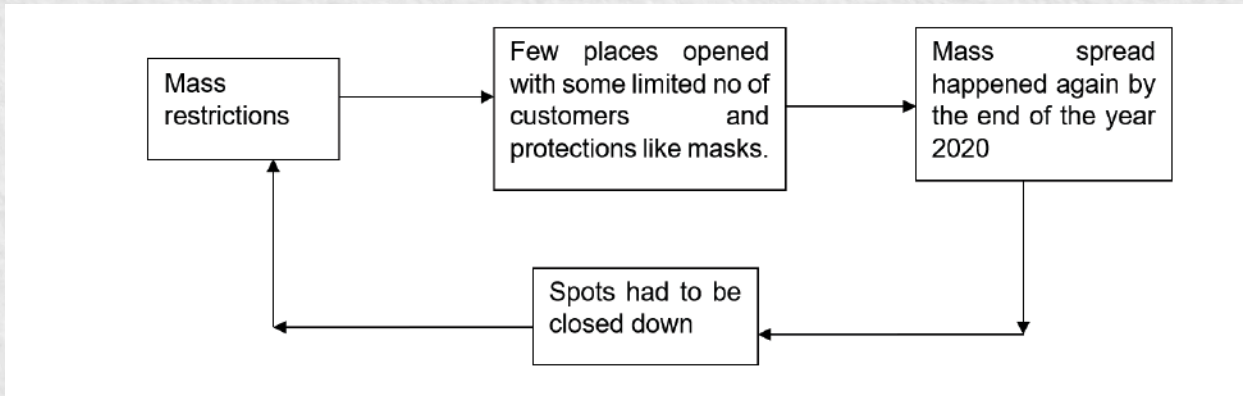 Mass
restrictions
Few places opened
with some limited no of
customers and
protections like masks.
Mass spread
happened again by
the end of the year
2020
Spots had to be
closed down